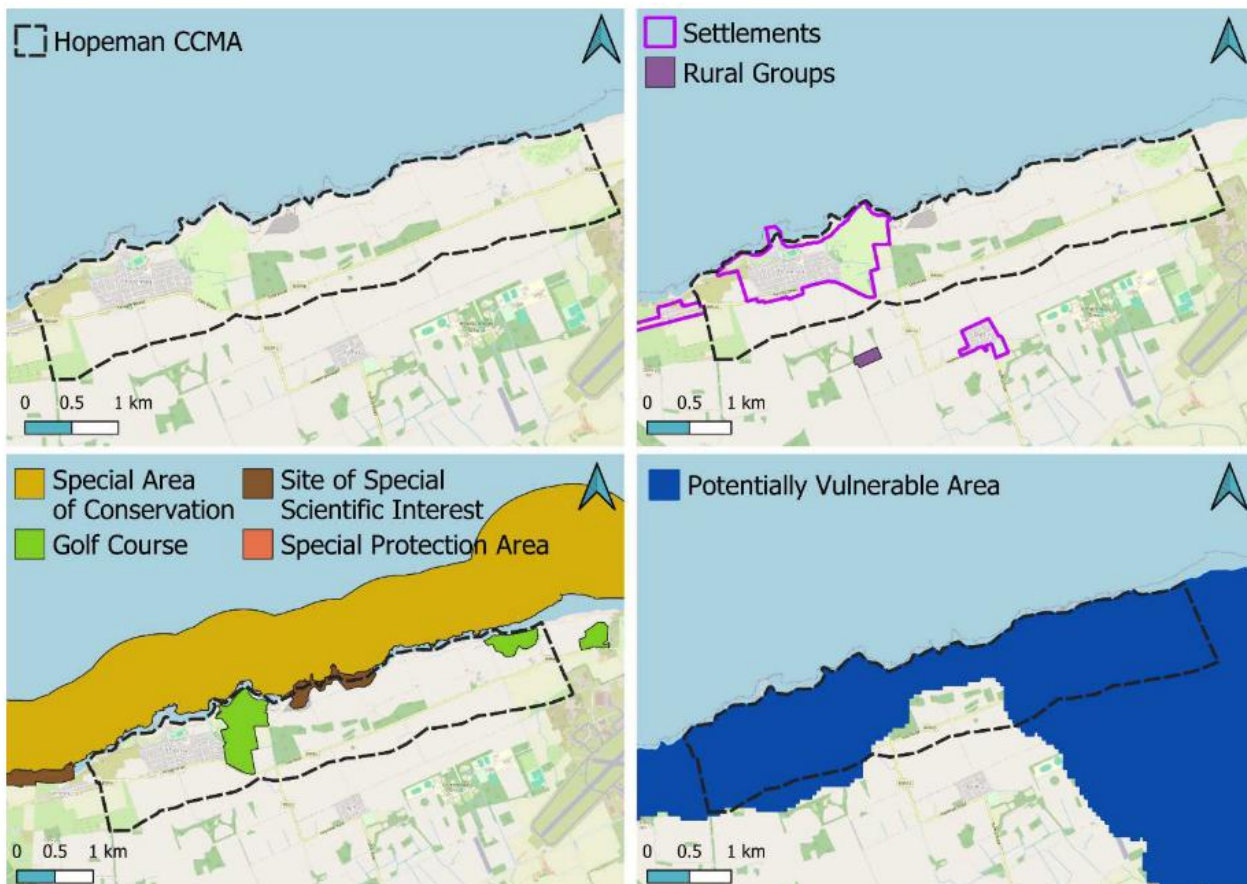 Hopeman CCMA
0 0.5 1 km
Settlements
Rural Groups
0 0.5 1 km
Special Area
of Conservation
Golf Course
Site of Special
Scientific Interest
Special Protection Area
0 0.5 1 km
Potentially Vulnerable Area
0 0.5 1 km